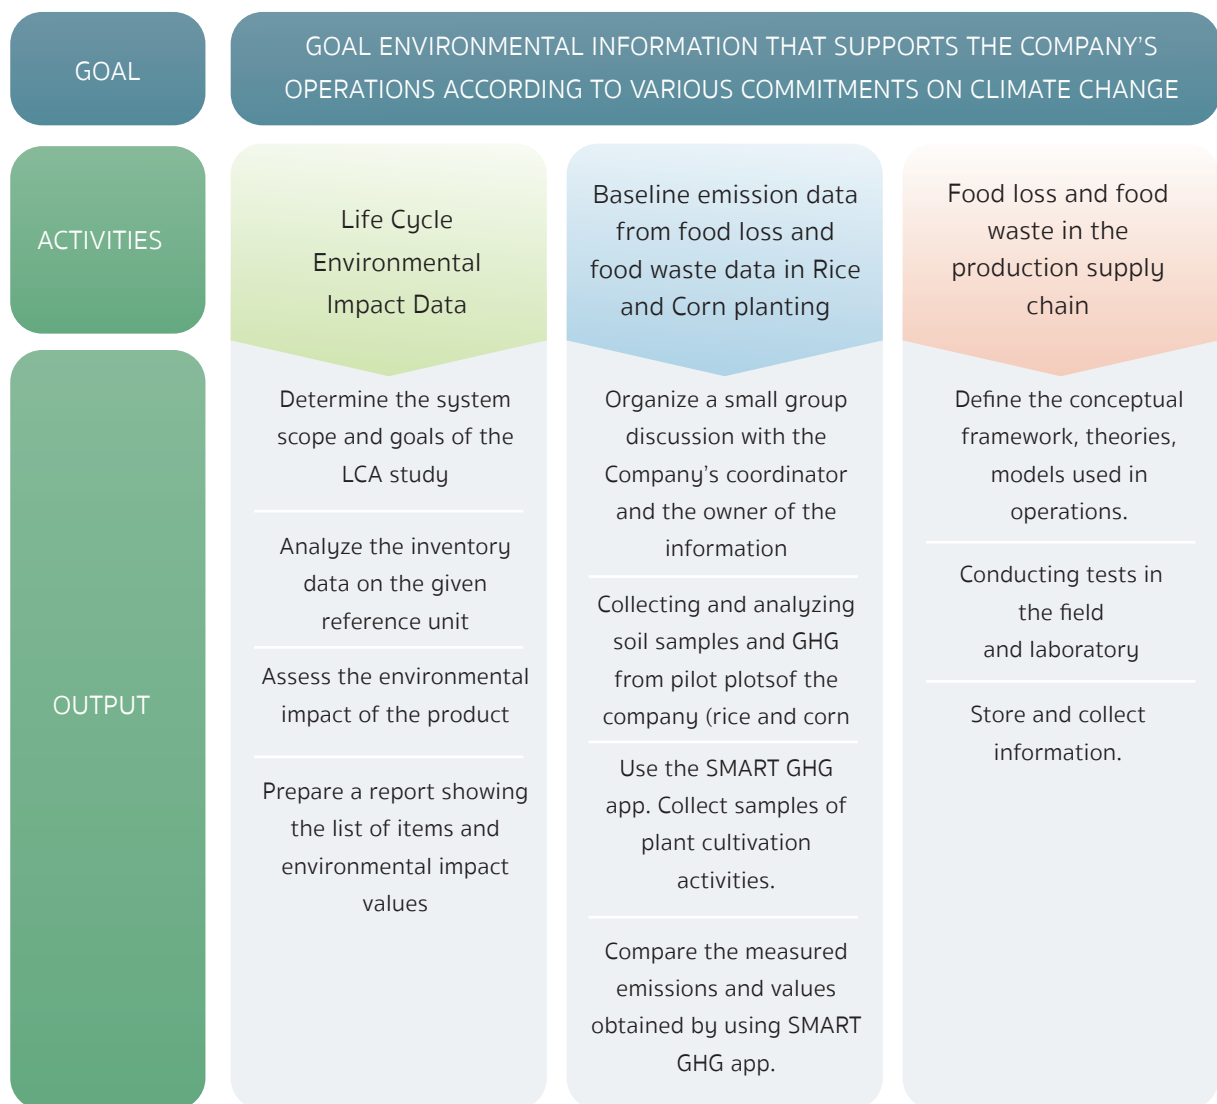 GOAL
GOAL ENVIRONMENTAL INFORMATION THAT SUPPORTS THE COMPANY'S
OPERATIONS ACCORDING TO VARIOUS COMMITMENTS ON CLIMATE CHANGE
ACTIVITIES
Life Cycle
Environmental
Impact Data
Baseline emission data
from food loss and
food waste data in Rice
and Corn planting
Food loss and food
waste in the
production supply
chain
OUTPUT
Determine the system
scope and goals of the
LCA study
Analyze the inventory
data on the given
reference unit
Assess the environmental
impact of the product
Prepare a report showing
the list of items and
environmental impact
values
Organize a small group
discussion with the
Company's coordinator
and the owner of the
information
Collecting and analyzing
soil samples and GHG
from pilot plotsof the
company (rice and corn
Use the SMART GHG
app. Collect samples of
plant cultivation
activities.
Compare the measured
emissions and values
obtained by using SMART
GHG app.
Define the conceptual
framework, theories,
models used in
operations.
Conducting tests in
the field
and laboratory
Store and collect
information.